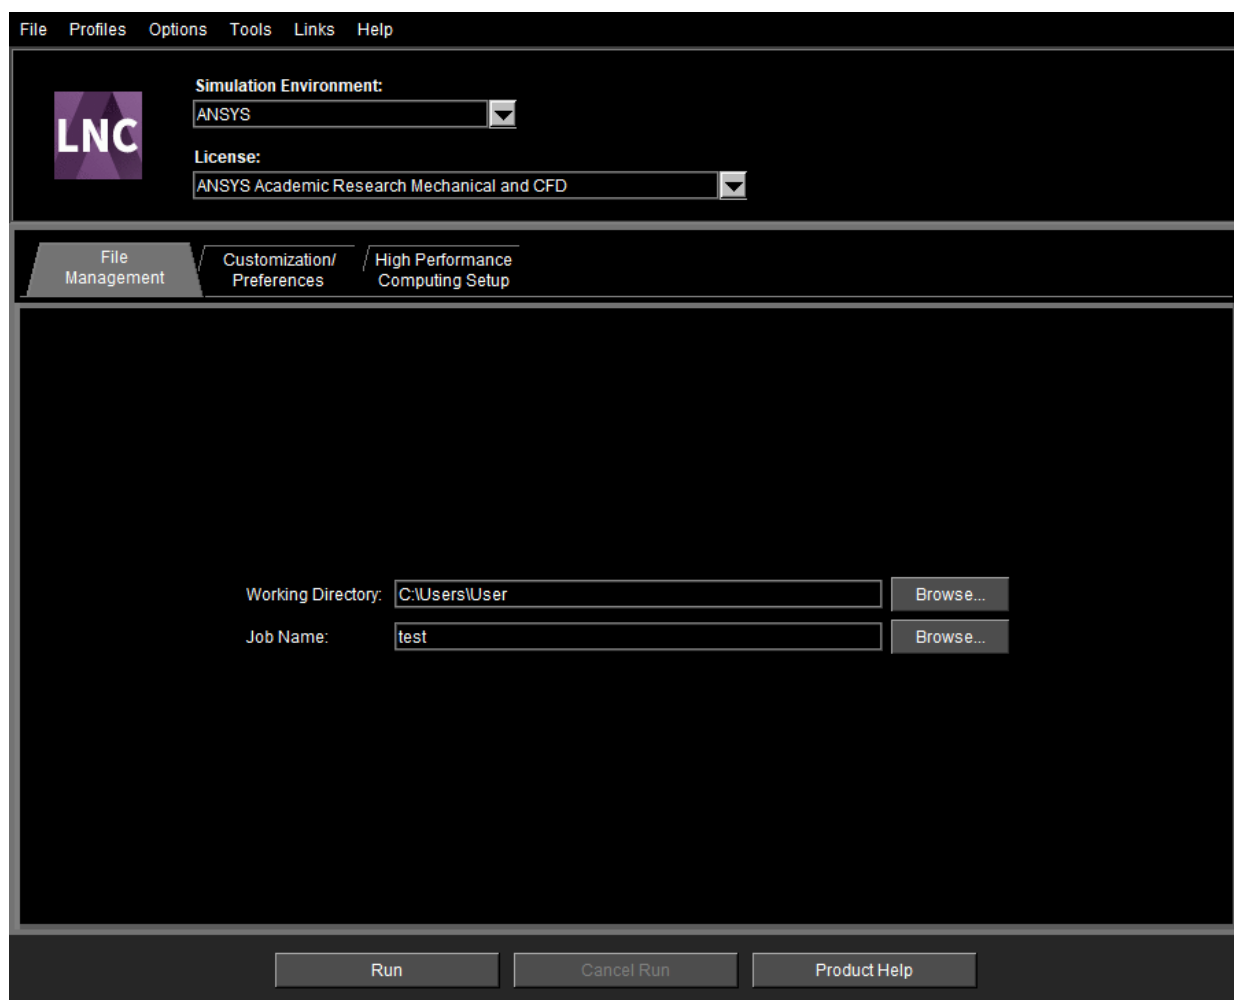 File Profiles Options Tools Links Help
LNC
Simulation Environment:
ANSYS
License:
ANSYS Academic Research Mechanical and CFD
File
Management
Customization/
Preferences
High Performance
Computing Setup
Working Directory: C:\Users\User Browse...
Job Name: test Browse...
Run Cancel Run Product Help